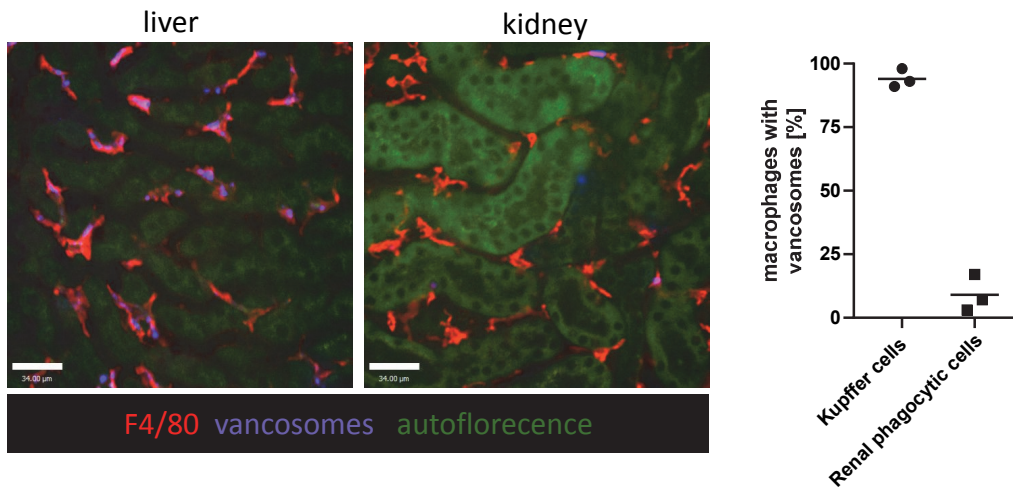 liver kidney
34.00 µm 34.00 µm
F4/80 vancosomes autoflorecence
macrophages with
vancosomes [%]
100
75
50
25
0
Kupffer cells
Renal phagocytic cells